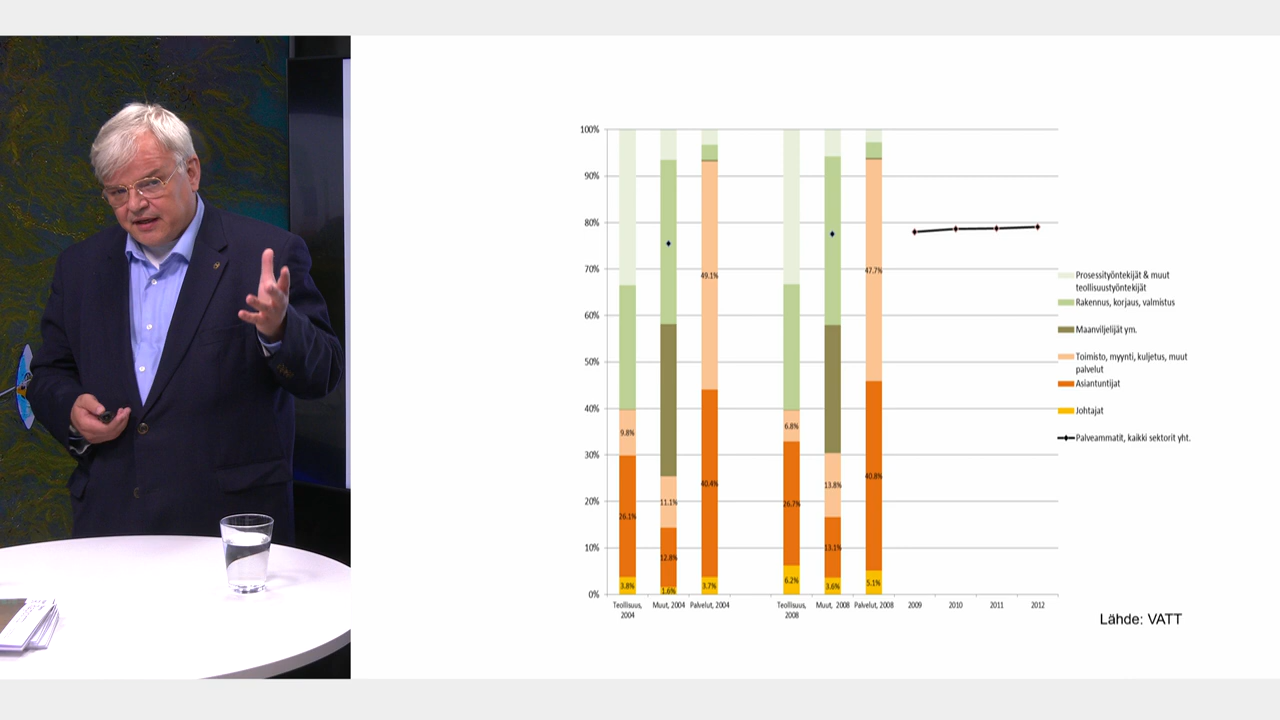 100%
90%
80%
70%
60%
50%
40%
30%
20%
10%
0%
9.8%
26.1%
3.8%
11.1%
12.8%
1.6%
49.1%
40.4%
3.7%
6.8%
26.7%
6.2%
13.8%
13.1%
3.6%
47.7%
40.8%
5.1%
Teollisuus, 2004
Muut, 2004
Palvelut, 2004
Teollisuus, 2008
Muut, 2008
Palvelut, 2008
2009
2010
2011
2012
Prosessityöntekijät & muut
teollisuustyöntekijät
Rakennus, korjaus, valmistus
Maanviljelijät ym.
Toimisto, myynti, kuljetus, muut
palvelut
Asiantuntijat
Johtajat
Palveammatit, kaikki sektorit yht.
Lähde: VATT